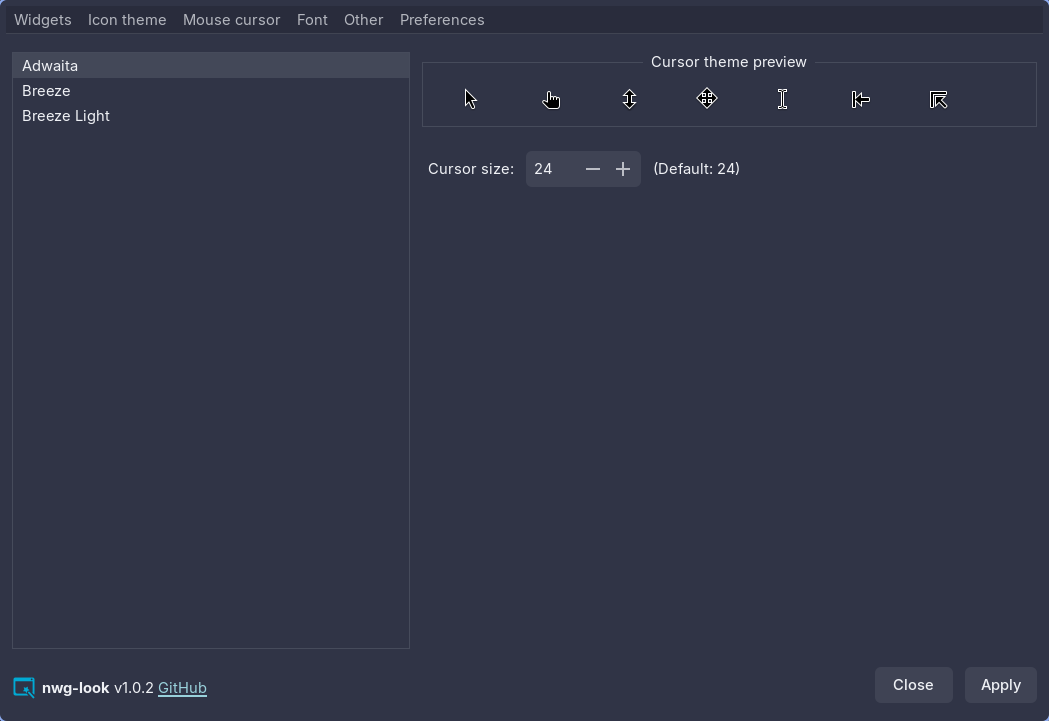 Widgets Icon theme Mouse cursor Font Other Preferences
Adwaita
Breeze
Breeze Light
Cursor theme preview
Cursor size: 24 (Default: 24)
nwg-look v1.0.2 GitHub
Close Apply